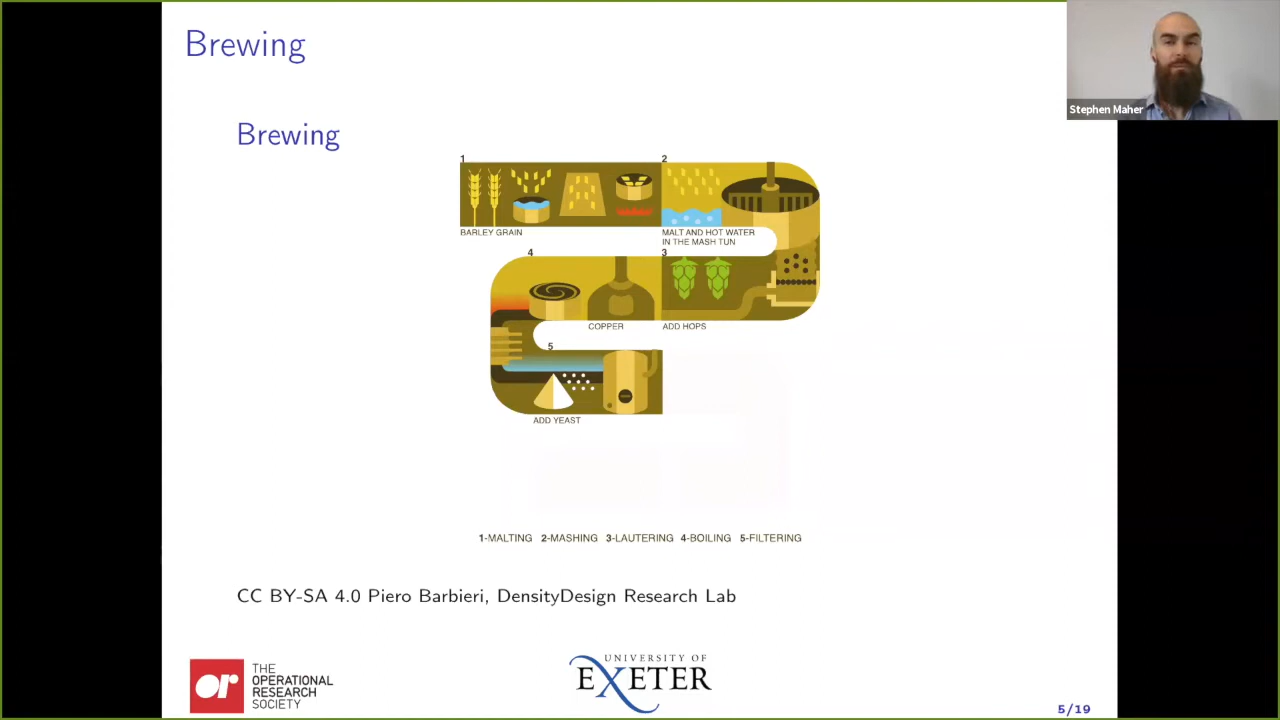 Brewing
Stephen Maher
Brewing
1
2
BARLEY GRAIN
MALT AND HOT WATER
IN THE MASH TUN
4
3
COPPER
ADD HOPS
5
ADD YEAST
1-MALTING 2-MASHING 3-LAUTERING 4-BOILING 5-FILTERING
CC BY-SA 4.0 Piero Barbieri, DensityDesign Research Lab
or
THE
OPERATIONAL
RESEARCH
SOCIETY
UNIVERSITY OF
EXETER
5/19